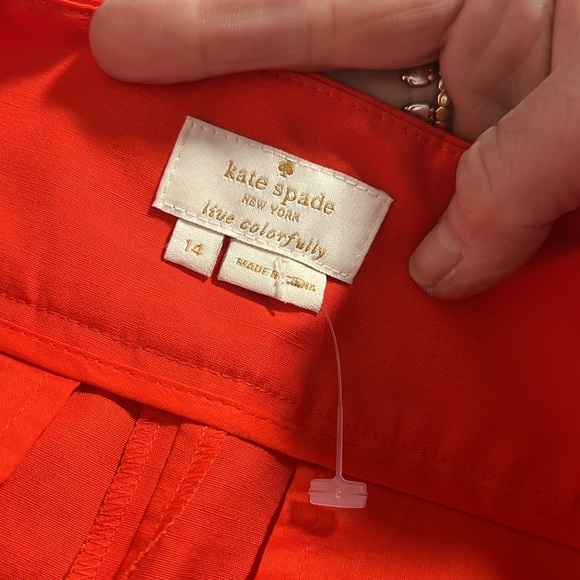 kate spade
NEW YORK
live colorfully
14
MADE IN CHINA